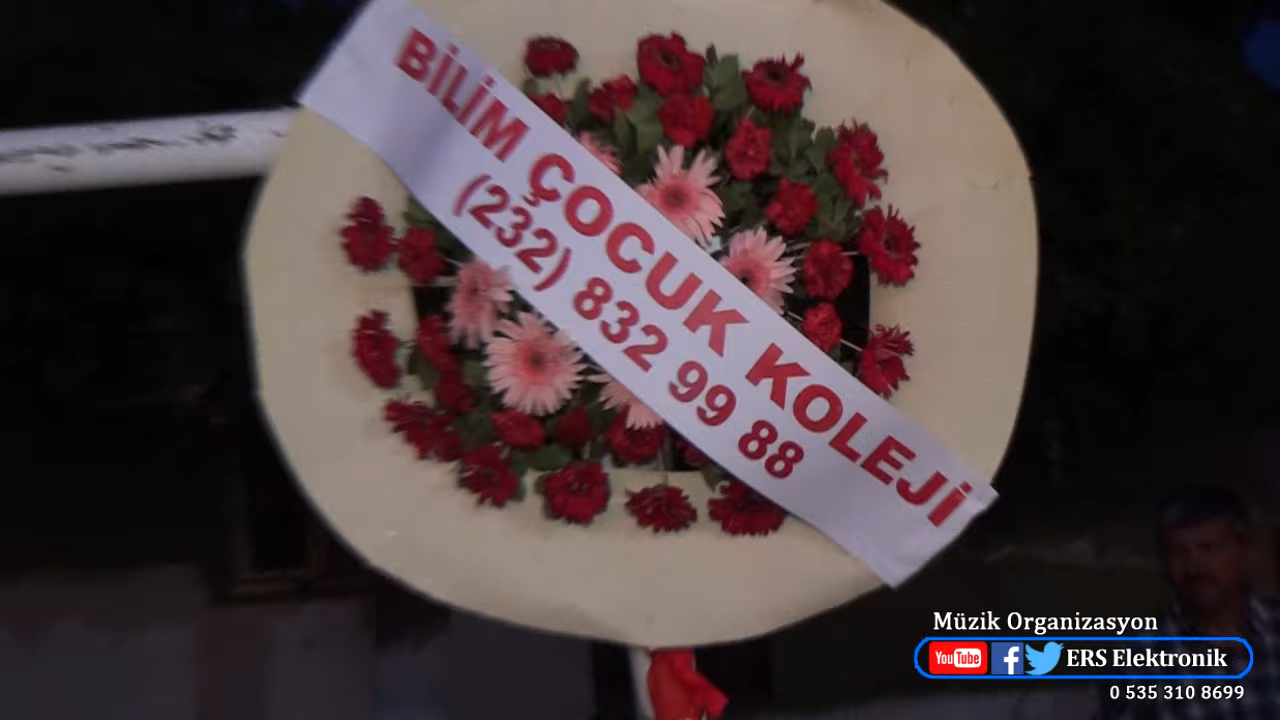 BİLİM ÇOCUK KOLEJİ
(232) 832 99 88
Müzik Organizasyon
YouTube f ERS Elektronik
0 535 310 8699